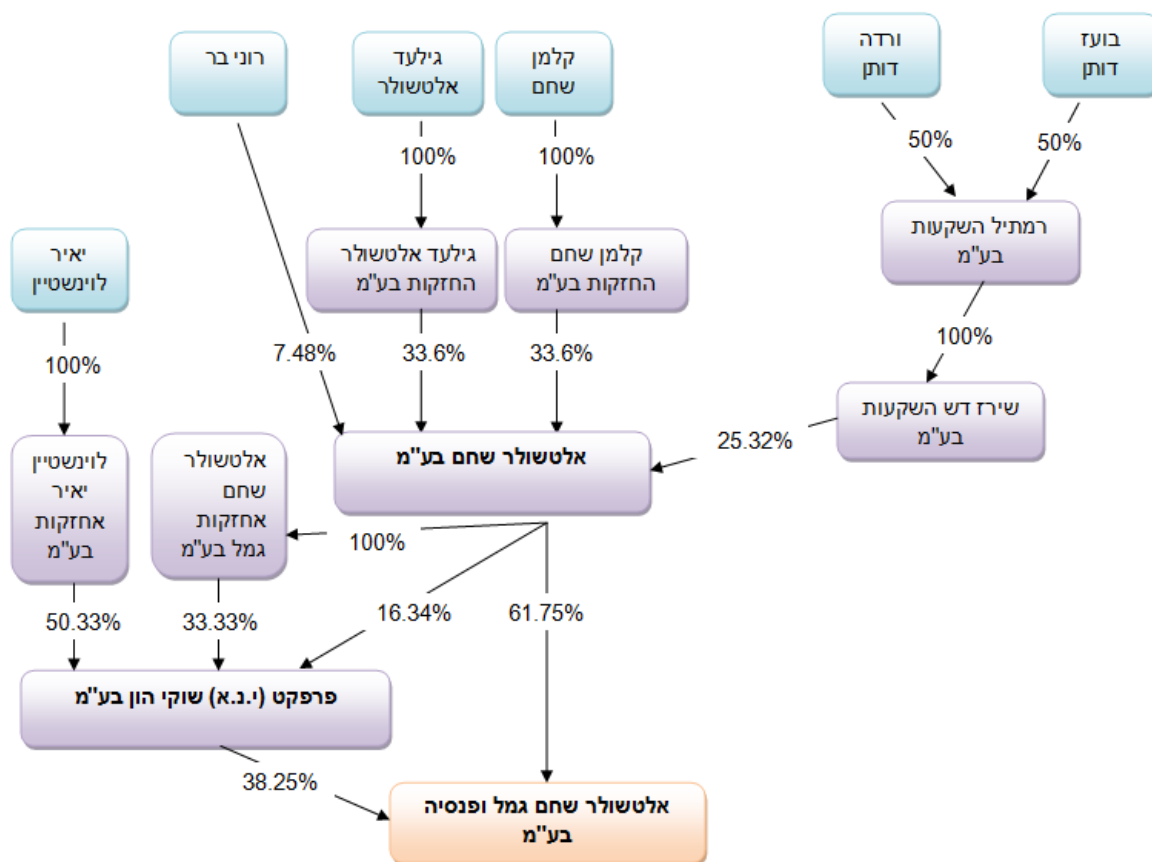 רוני בר
גילעד
אלטשולר
קלמן
שחם
ורדה
דותן
בועז
דותן
100%
100%
50%
50%
רמתיל השקעות
בע"מ
יאיר
לוינשטיין
גילעד אלטשולר
החזקות בע"מ
קלמן שחם
החזקות בע"מ
100%
100%
7.48%
33.6%
33.6%
שירז דש השקעות
בע"מ
25.32%
לוינשטיין
יאיר
אחזקות
בע"מ
אלטשולר
שחם
אחזקות
גמל בע"מ
אלטשולר שחם בע"מ
100%
50.33%
33.33%
16.34%
61.75%
פרפקט (י.נ.א) שוקי הון בע"מ
38.25%
אלטשולר שחם גמל ופנסיה
בע"מ